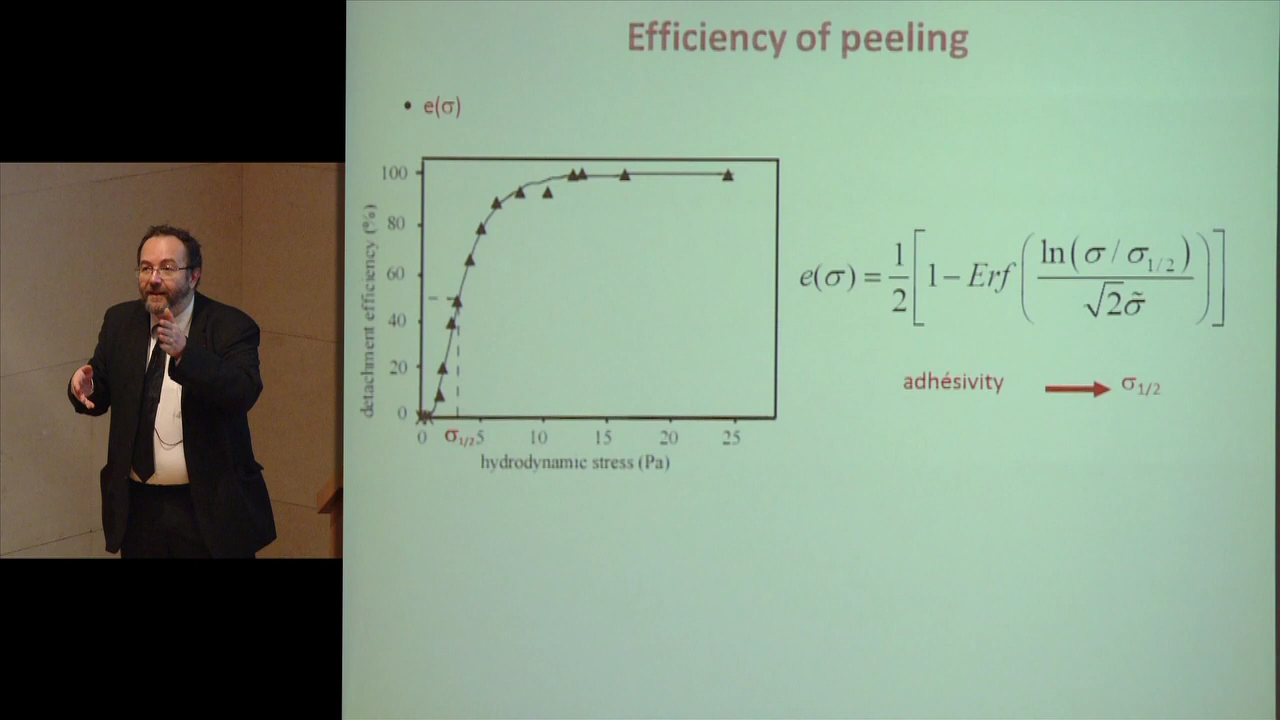 Efficiency of peeling
• e(σ)
detachment efficiency (%)
100
80
60
40
20
0
0 σ1/2 5 10 15 20 25
hydrodynamic stress (Pa)
e(σ) = 1/2 [ 1 − Erf ( ln(σ / σ1/2) / √2σ̃ ) ]
adhésivity → σ1/2